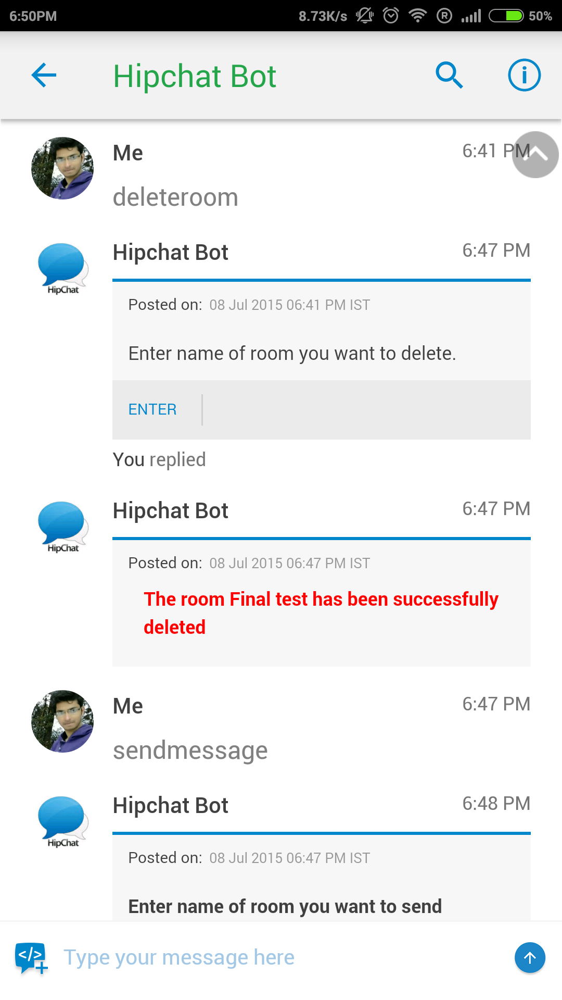 6:50PM 8.73K/s R 50%
Hipchat Bot
Me 6:41 PM
deleteroom
Hipchat Bot 6:47 PM
HipChat
Posted on: 08 Jul 2015 06:41 PM IST
Enter name of room you want to delete.
ENTER
You replied
Hipchat Bot 6:47 PM
HipChat
Posted on: 08 Jul 2015 06:47 PM IST
The room Final test has been successfully
deleted
Me 6:47 PM
sendmessage
Hipchat Bot 6:48 PM
HipChat
Posted on: 08 Jul 2015 06:47 PM IST
Enter name of room you want to send
Type your message here